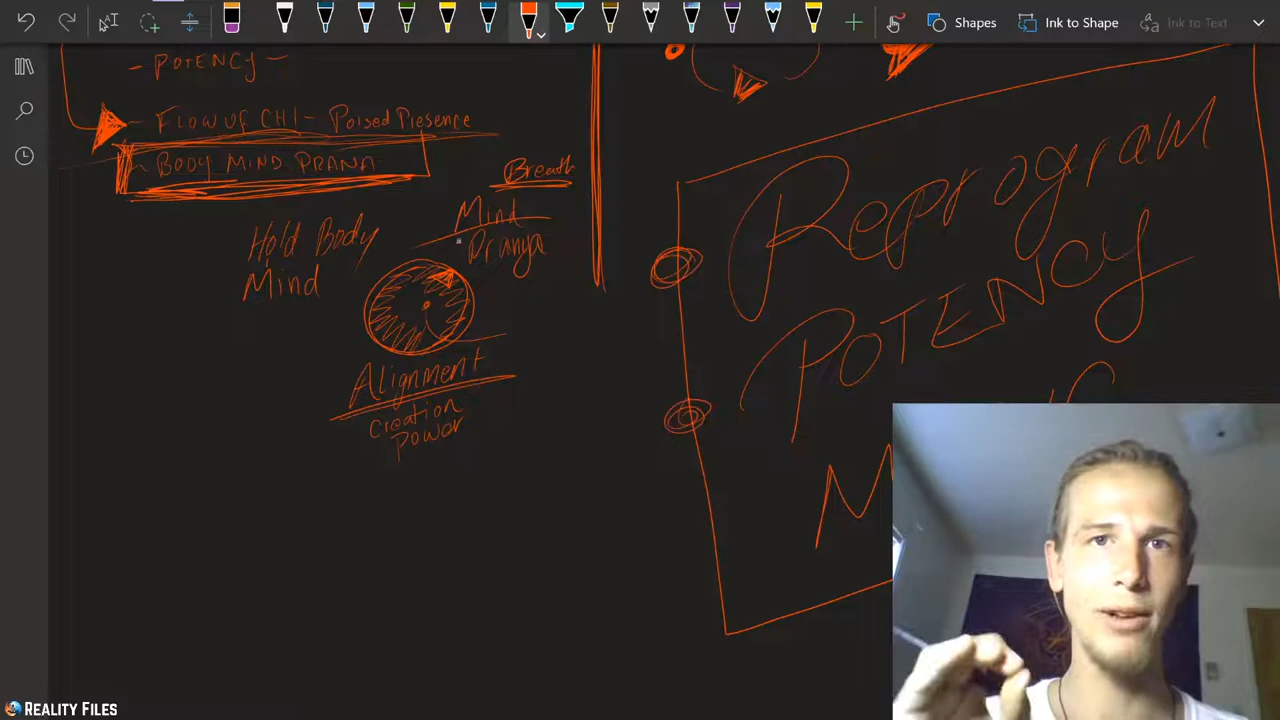 Shapes
Ink to Shape
Ink to Text
- POTENCY -
- FLOW OF CHI - Poised Presence
- BODY MIND PRANA
Breath
Mind
Pranya
Hold Body
Mind
Alignment
Creation
Power
Reprogram
POTENCY
REALITY FILES